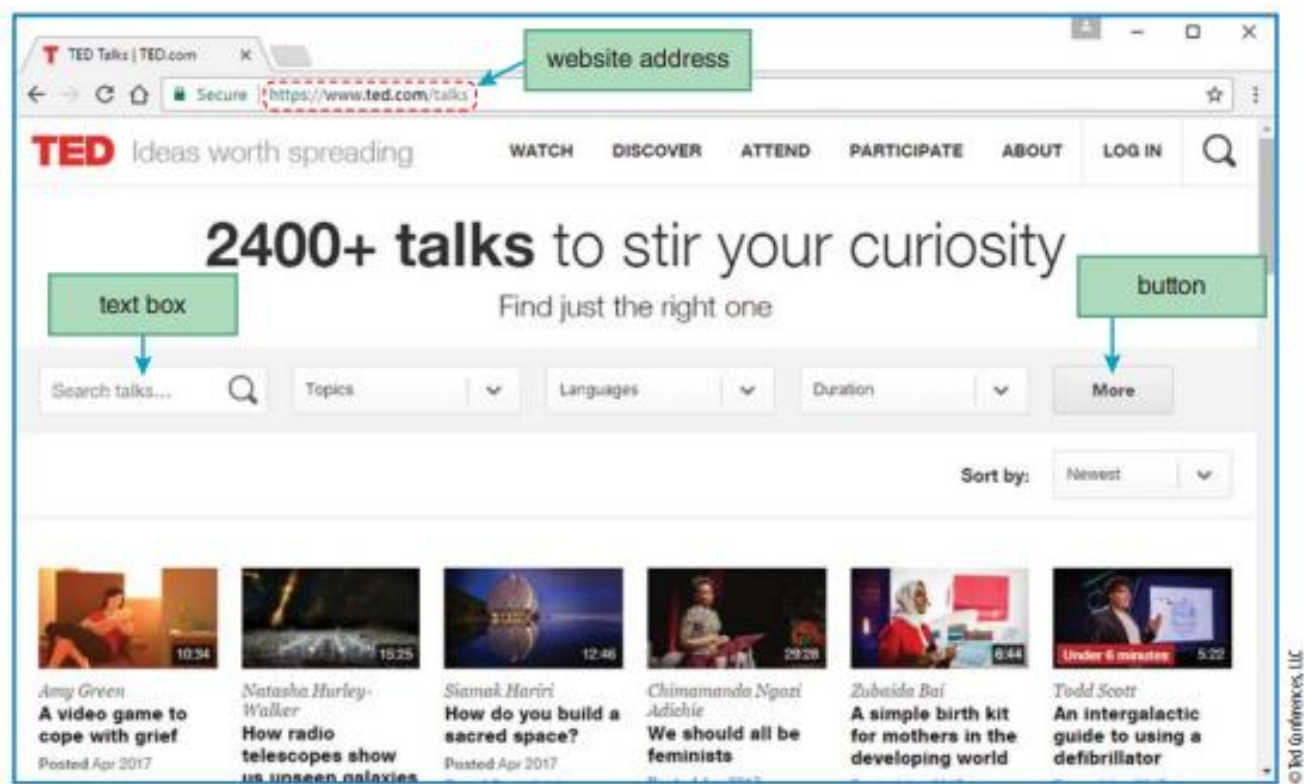 TED Talks | TED.com
website address
Secure
https://www.ted.com/talks
TED Ideas worth spreading
WATCH DISCOVER ATTEND PARTICIPATE ABOUT LOG IN
2400+ talks to stir your curiosity
text box
button
Find just the right one
Search talks... Topics Languages Duration More
Sort by: Newest
10:34
15:25
12:46
29:28
6:44
Under 6 minutes 5:22
Amy Green
A video game to
cope with grief
Posted Apr 2017
Natasha Hurley-
Walker
How radio
telescopes show
us unseen galaxies
Siamak Hariri
How do you build a
sacred space?
Posted Apr 2017
Chimamanda Ngozi
Adichie
We should all be
feminists
Zubaida Bai
A simple birth kit
for mothers in the
developing world
Todd Scott
An intergalactic
guide to using a
defibrillator
©Ted Conferences, LLC